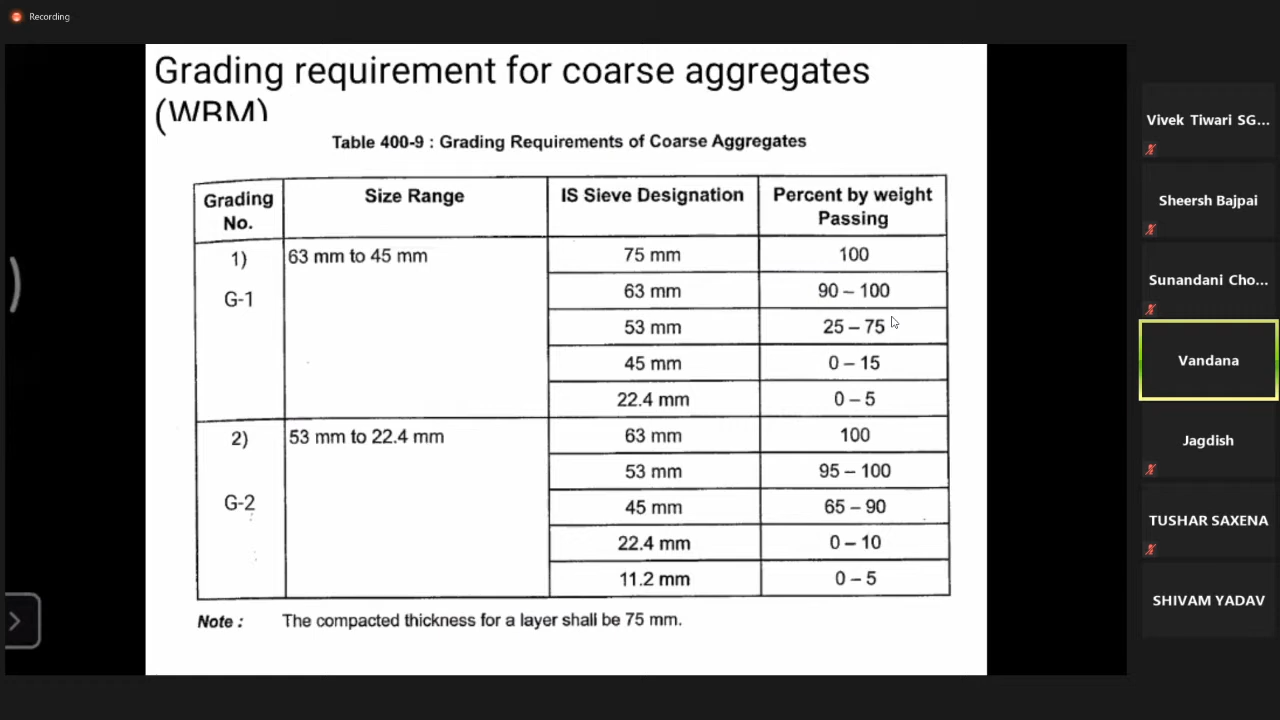 Recording
Grading requirement for coarse aggregates
(WBM)
Table 400-9 : Grading Requirements of Coarse Aggregates
Grading No. Size Range IS Sieve Designation Percent by weight Passing
1) 63 mm to 45 mm 75 mm 100
G-1 63 mm 90 – 100
53 mm 25 – 75
45 mm 0 – 15
22.4 mm 0 – 5
2) 53 mm to 22.4 mm 63 mm 100
53 mm 95 – 100
G-2 45 mm 65 – 90
22.4 mm 0 – 10
11.2 mm 0 – 5
Note : The compacted thickness for a layer shall be 75 mm.
Vivek Tiwari SG...
Sheersh Bajpai
Sunandani Cho...
Vandana
Jagdish
TUSHAR SAXENA
SHIVAM YADAV